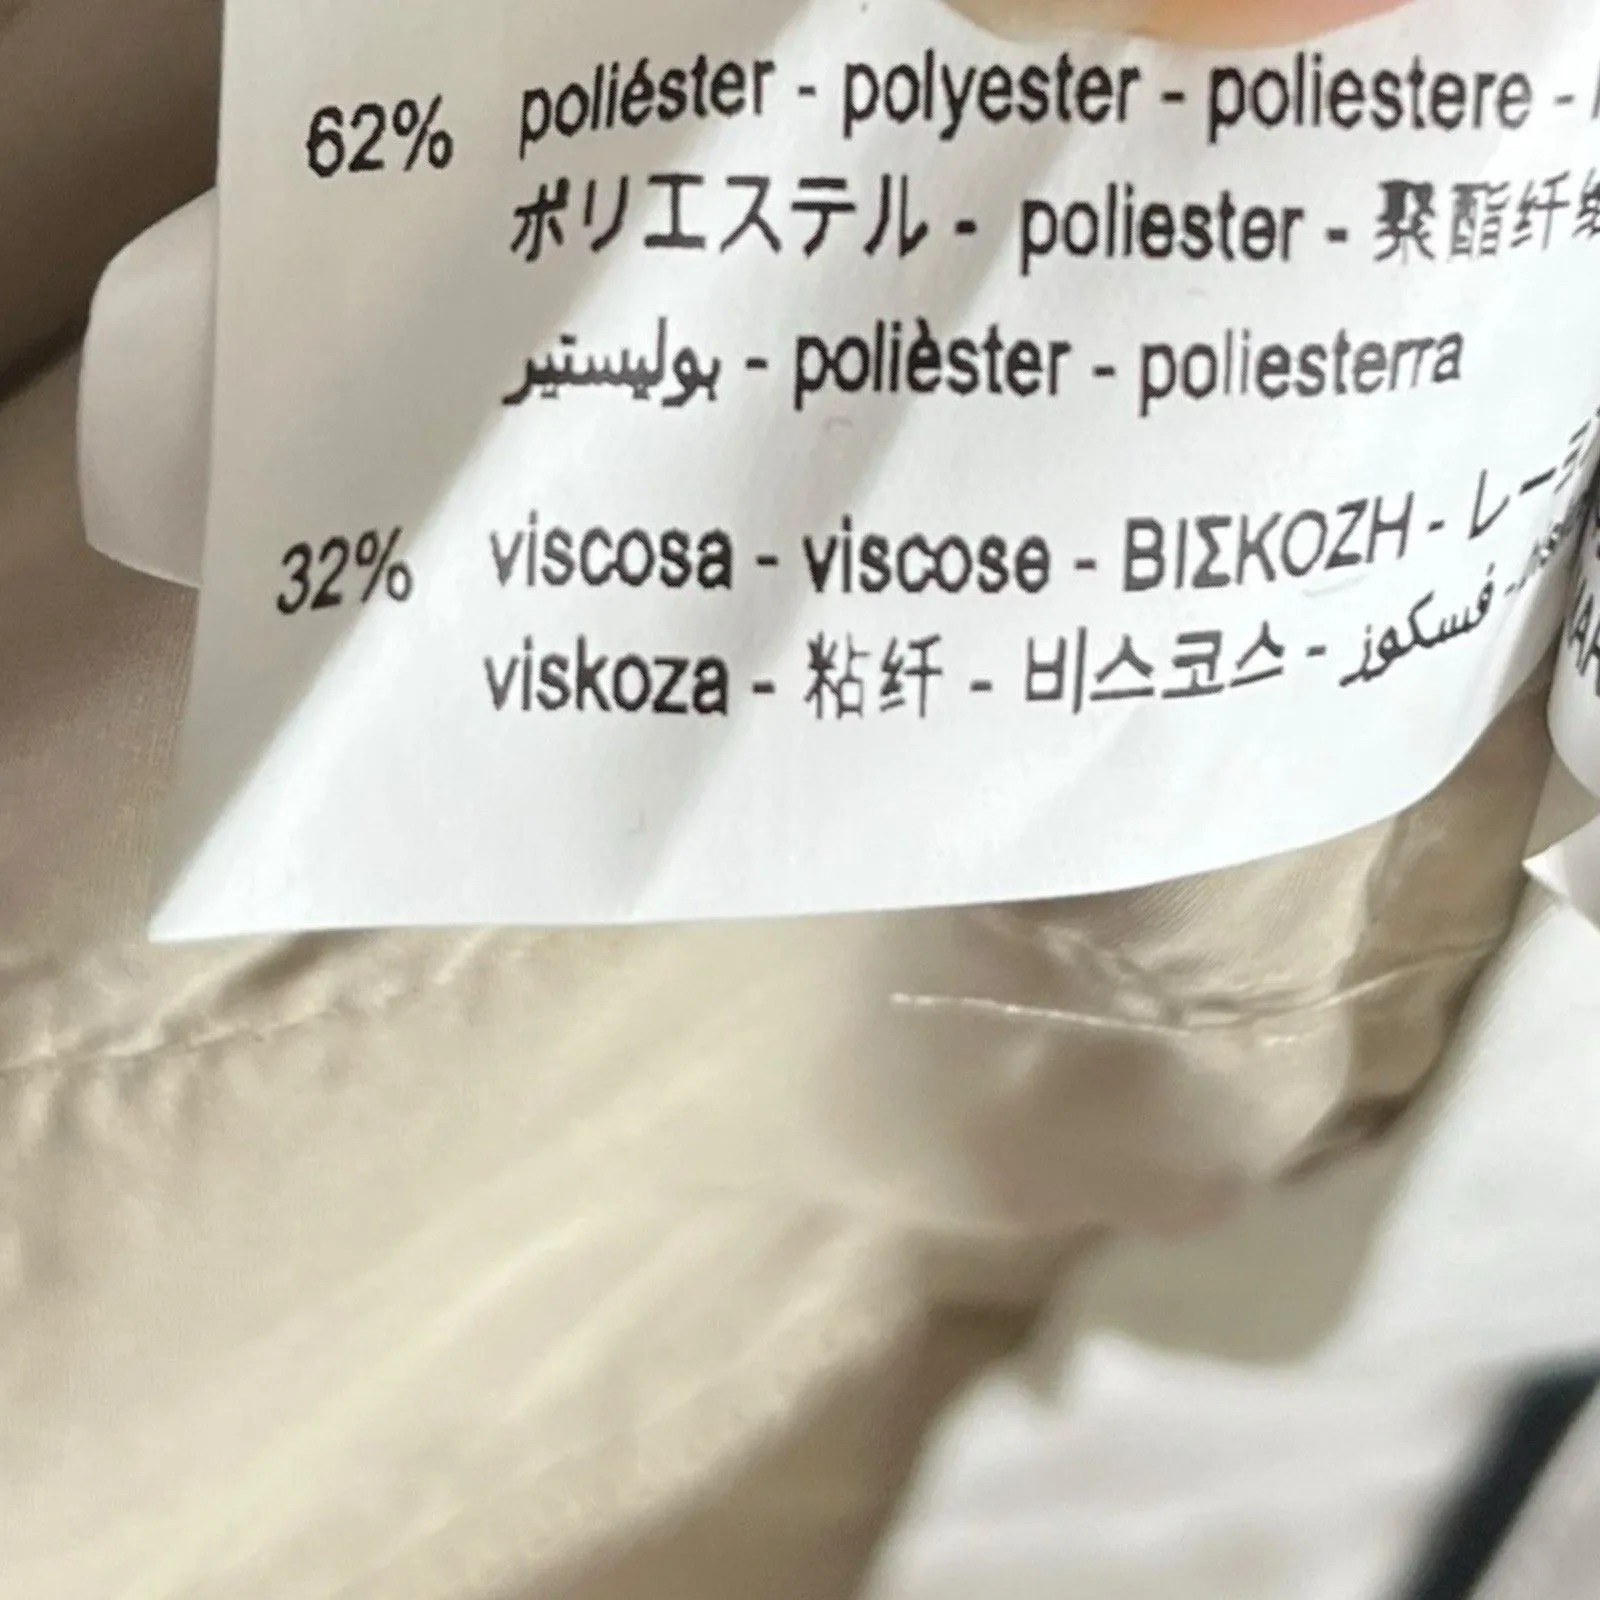 62% poliéster - polyester - poliestere -
ポリエステル - poliester - 聚酯纤维
بوليستير - polièster - poliesterra
32% viscosa - viscose - ΒΙΣΚΟΖΗ -
viskoza - 粘纤 - 비스코스 - فسكوز -